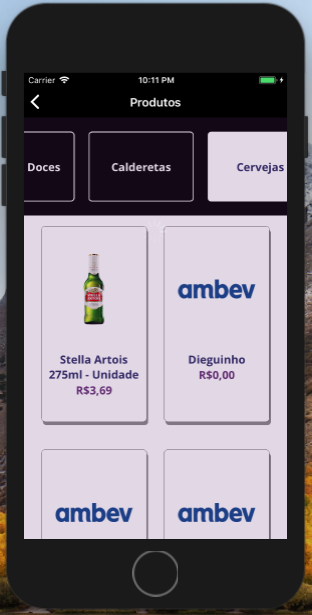 Carrier 10:11 PM
Produtos
Doces Calderetas Cervejas
ambev
Stella Artois
275ml - Unidade
R$3,69
Dieguinho
R$0,00
ambev ambev